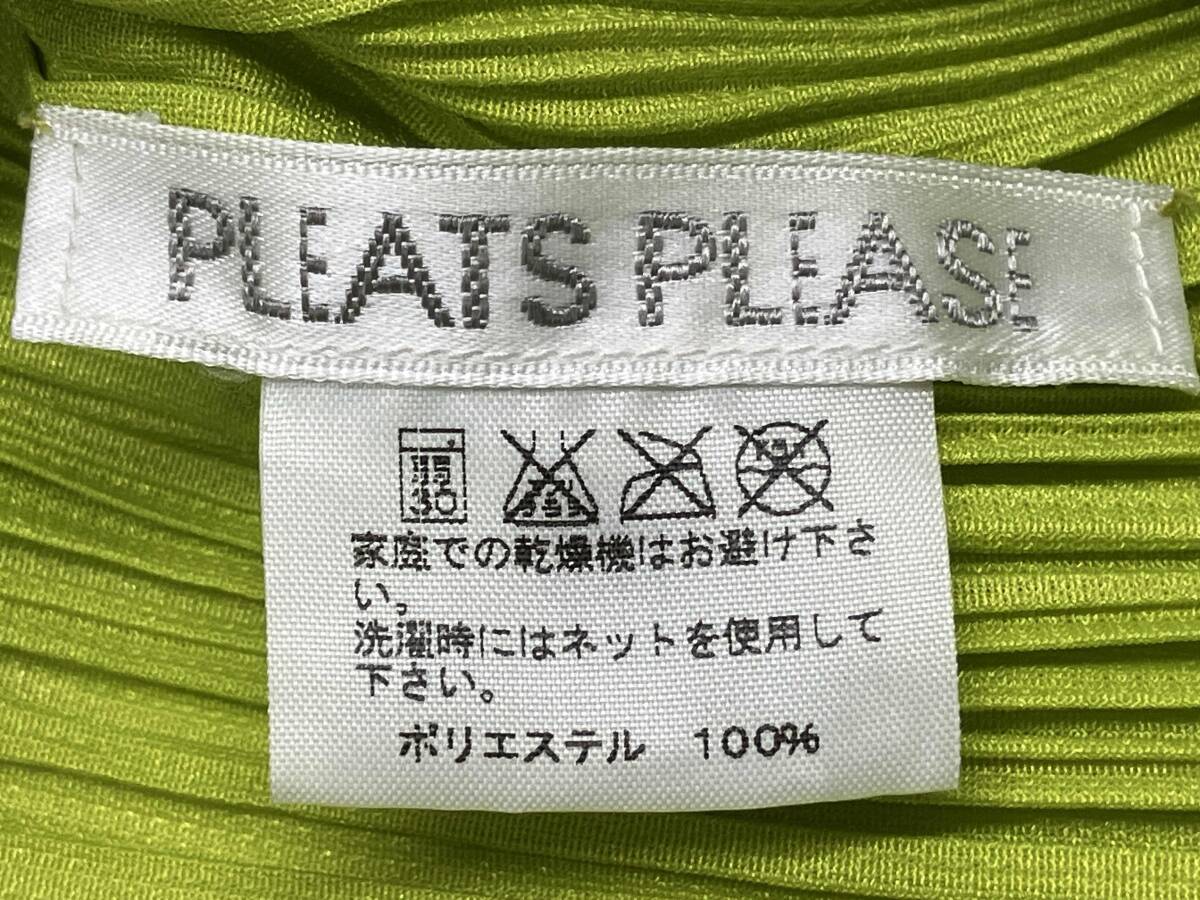 PLEATS PLEASE
家庭での乾燥機はお避け下さ
い。
洗濯時にはネットを使用して
下さい。
ポリエステル 100%